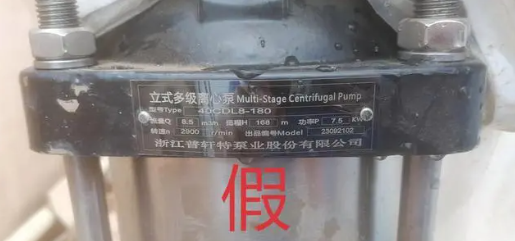 立式多级离心泵 Multi-Stage Centrifugal Pump
型号Type 40CDL8-180
流量Q 8.5 m³/h 扬程H 168 m 功率P 7.5 KW
转速n 2900 r/min 出品编号Model 25092102
浙江普轩特泵业股份有限公司
假